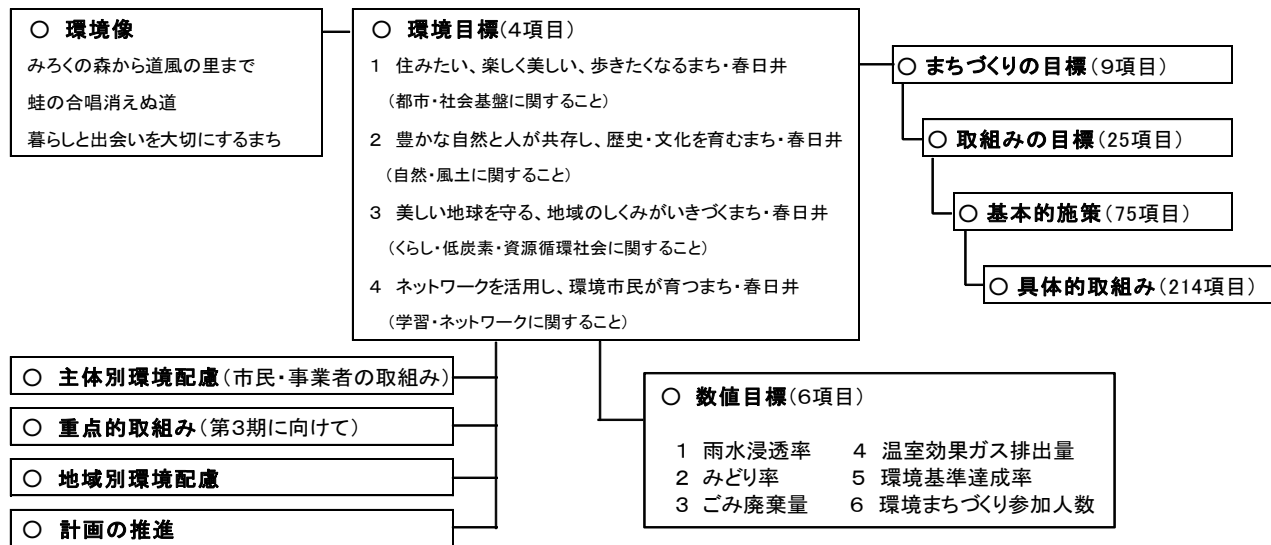 ○ 環境像
みろくの森から道風の里まで
蛙の合唱消えぬ道
暮らしと出会いを大切にするまち
○ 環境目標(4項目)
1 住みたい、楽しく美しい、歩きたくなるまち・春日井
(都市・社会基盤に関すること)
2 豊かな自然と人が共存し、歴史・文化を育むまち・春日井
(自然・風土に関すること)
3 美しい地球を守る、地域のしくみがいきづくまち・春日井
(くらし・低炭素・資源循環社会に関すること)
4 ネットワークを活用し、環境市民が育つまち・春日井
(学習・ネットワークに関すること)
○ まちづくりの目標(9項目)
○ 取組みの目標(25項目)
○ 基本的施策(75項目)
○ 具体的取組み(214項目)
○ 主体別環境配慮(市民・事業者の取組み)
○ 重点的取組み(第3期に向けて)
○ 地域別環境配慮
○ 計画の推進
○ 数値目標(6項目)
1 雨水浸透率
2 みどり率
3 ごみ廃棄量
4 温室効果ガス排出量
5 環境基準達成率
6 環境まちづくり参加人数